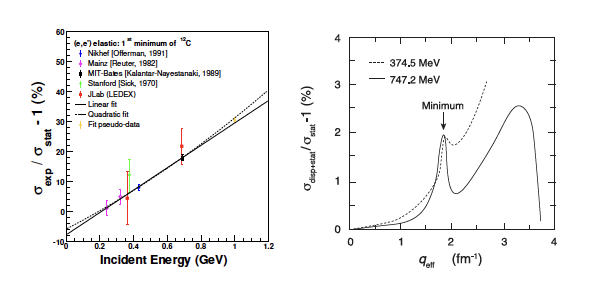 60
50
40
30
20
10
0
-10
σexp / σstat - 1 (%)
(e,e') elastic: 1st minimum of 12C
Nikhef [Offerman, 1991]
Mainz [Reuter, 1982]
MIT-Bates [Kalantar-Nayestanaki, 1989]
Stanford [Sick, 1970]
JLab (LEDEX)
Linear fit
Quadratic fit
Fit pseudo-data
0 0.2 0.4 0.6 0.8 1 1.2
Incident Energy (GeV)
4
3
2
1
0
σdisp+stat/σstat -1 (%)
374.5 MeV
747.2 MeV
Minimum
0 1 2 3 4
qeff (fm-1)